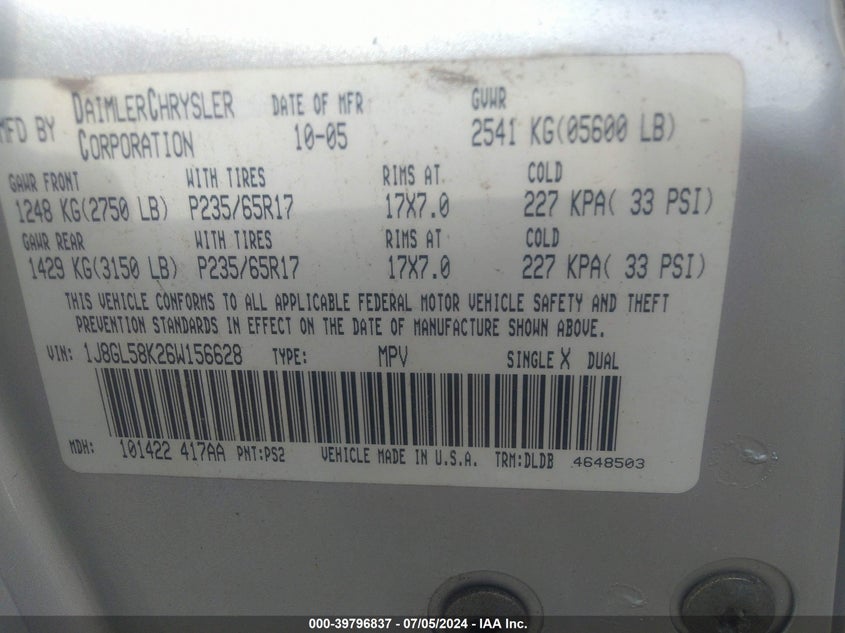 MFD BY DAIMLERCHRYSLER CORPORATION DATE OF MFR 10-05 GVWR 2541 KG(05600 LB)
GAWR FRONT WITH TIRES RIMS AT. COLD
1248 KG(2750 LB) P235/65R17 17X7.0 227 KPA( 33 PSI)
GAWR REAR WITH TIRES RIMS AT COLD
1429 KG(3150 LB) P235/65R17 17X7.0 227 KPA( 33 PSI)
THIS VEHICLE CONFORMS TO ALL APPLICABLE FEDERAL MOTOR VEHICLE SAFETY AND THEFT
PREVENTION STANDARDS IN EFFECT ON THE DATE OF MANUFACTURE SHOWN ABOVE.
VIN: 1J8GL58K26W156628 TYPE: MPV SINGLE X DUAL
MDH: 101422 417AA PNT:PS2 VEHICLE MADE IN U.S.A. TRM:DLDB 4648503
000-39796837 - 07/05/2024 - IAA Inc.